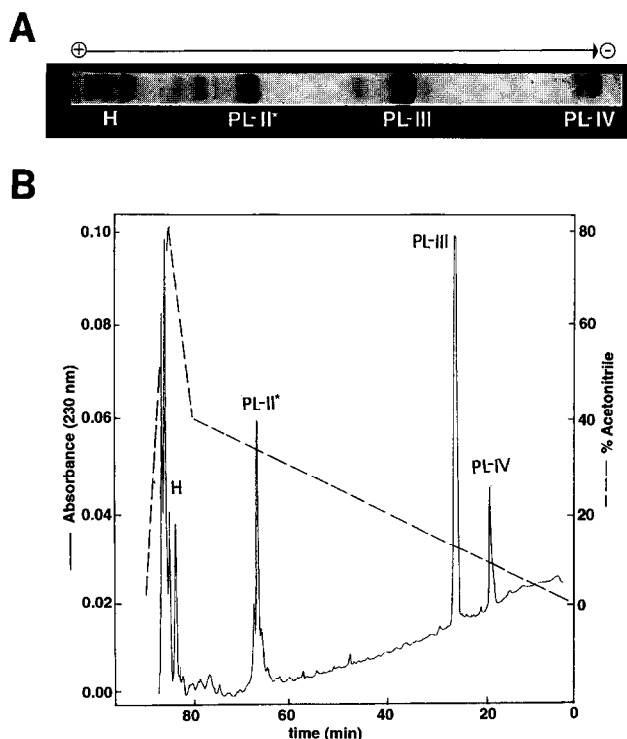 A
⊕ ⊖
H PL-II* PL-III PL-IV
B
Absorbance (230 nm)
0.10
0.08
0.06
0.04
0.02
0.00
80 60 40 20 0
time (min)
% Acetonitrile
80
60
40
20
0
H
PL-II*
PL-III
PL-IV